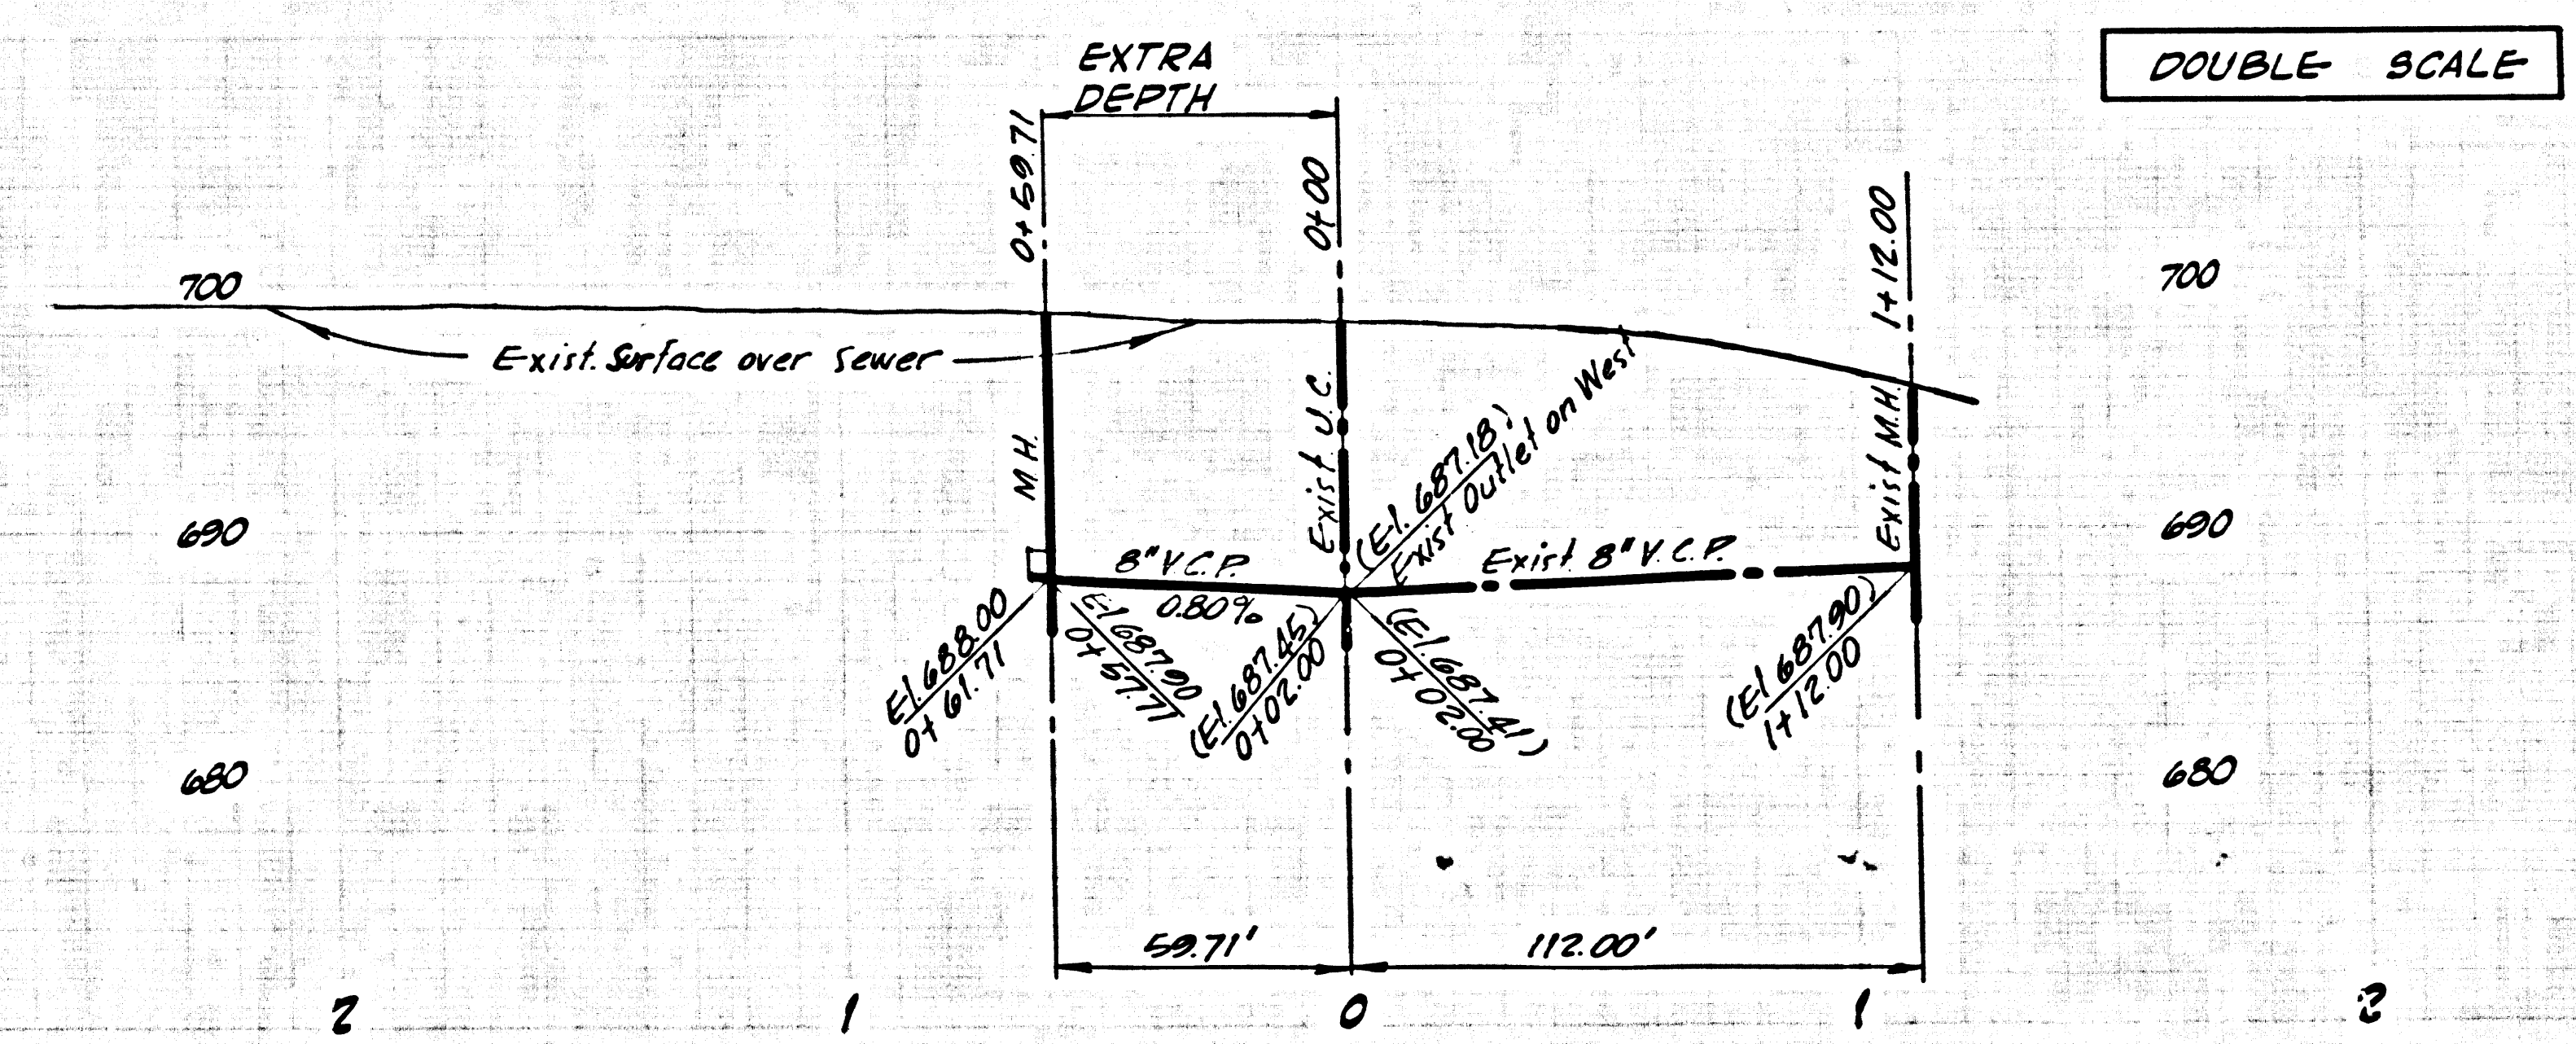 DOUBLE SCALE
EXTRA
DEPTH
0+59.71
0+00
1+12.00
700
700
Exist. Surface over Sewer
M.H.
Exist. J.C.
(El. 687.18)
Exist Outlet on West
Exist M.H.
690
690
8" V.C.P.
0.80%
Exist. 8" V.C.P.
El. 688.00
0+61.71
El 687.90
0+57.71
(El. 687.45)
0+02.00
(El. 687.41)
0+02.00
(El 687.90)
1+12.00
680
680
59.71'
112.00'
2
1
0
1
2